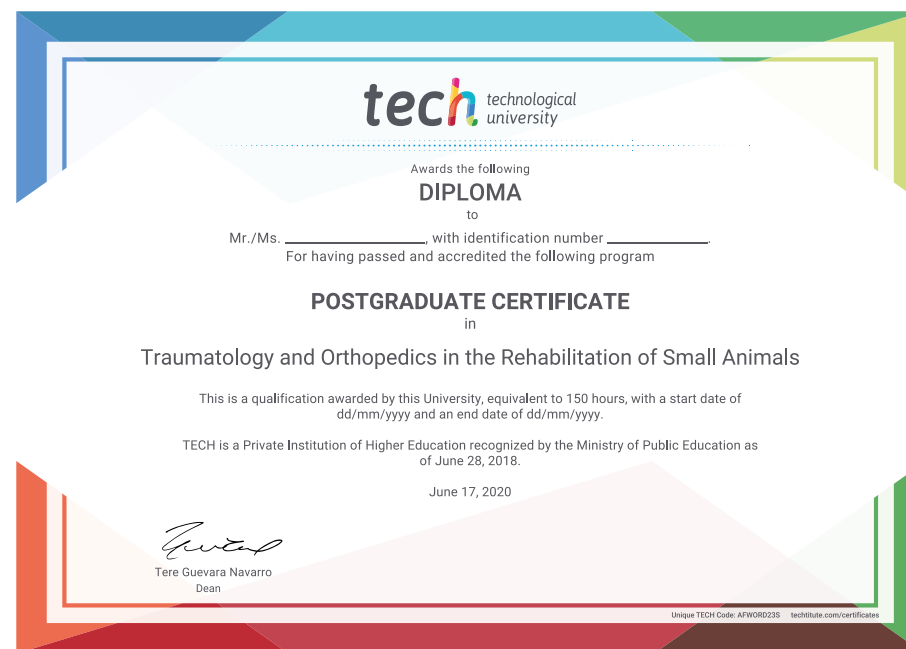 tech technological
university
Awards the following
DIPLOMA
to
Mr./Ms. ____________________, with identification number ______________.
For having passed and accredited the following program
POSTGRADUATE CERTIFICATE
in
Traumatology and Orthopedics in the Rehabilitation of Small Animals
This is a qualification awarded by this University, equivalent to 150 hours, with a start date of
dd/mm/yyyy and an end date of dd/mm/yyyy.
TECH is a Private Institution of Higher Education recognized by the Ministry of Public Education as
of June 28, 2018.
June 17, 2020
Tere Guevara Navarro
Dean
Unique TECH Code: AFWORD23S techtitute.com/certificates